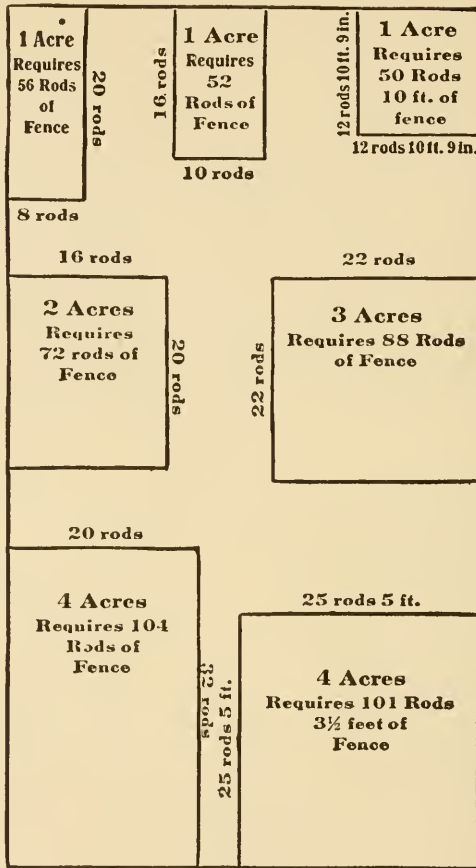 1 Acre
Requires
56 Rods
of
Fence
20 rods
8 rods
16 rods
1 Acre
Requires
52
Rods of
Fence
10 rods
12 rods 10 ft. 9 in.
1 Acre
Requires
50 Rods
10 ft. of
fence
12 rods 10 ft. 9 in.
16 rods
2 Acres
Requires
72 rods of
Fence
20 rods
22 rods
22 rods
3 Acres
Requires 88 Rods
of Fence
20 rods
4 Acres
Requires 104
Rods of
Fence
32 rods
25 rods 5 ft.
25 rods 5 ft.
4 Acres
Requires 101 Rods
3½ feet of
Fence